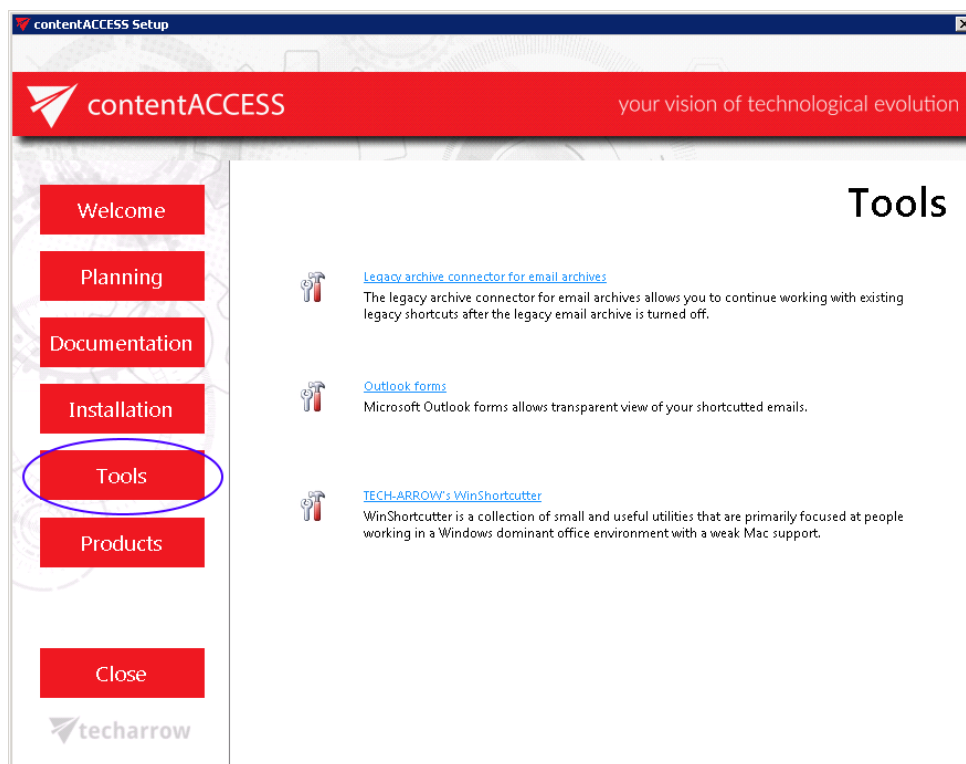 contentACCESS Setup
contentACCESS
your vision of technological evolution
Welcome
Planning
Documentation
Installation
Tools
Products
Close
techarrow
Tools
Legacy archive connector for email archives
The legacy archive connector for email archives allows you to continue working with existing
legacy shortcuts after the legacy email archive is turned off.
Outlook forms
Microsoft Outlook forms allows transparent view of your shortcutted emails.
TECH-ARROW's WinShortcutter
WinShortcutter is a collection of small and useful utilities that are primarily focused at people
working in a Windows dominant office environment with a weak Mac support.